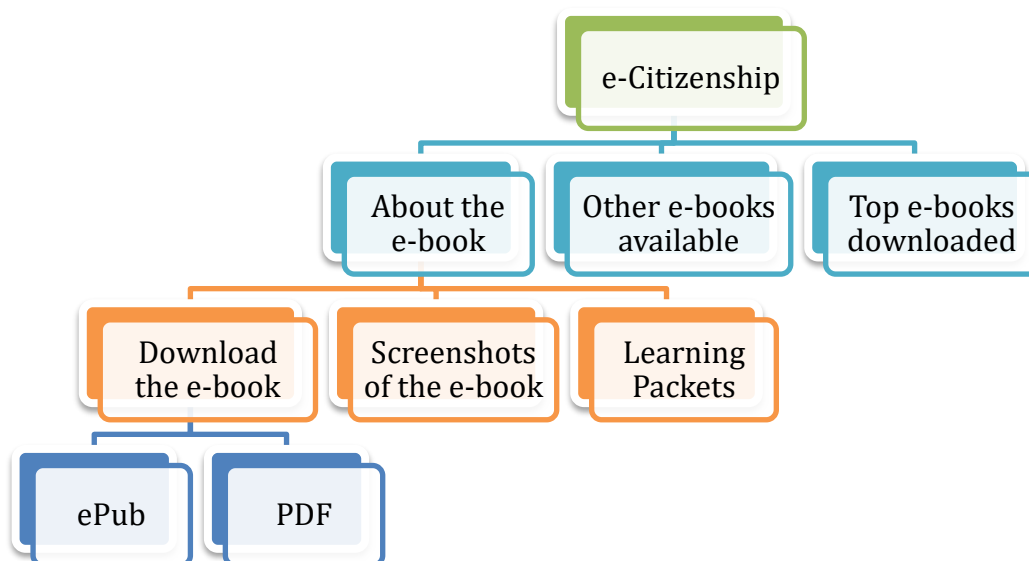 e-Citizenship
About the
e-book
Other e-books
available
Top e-books
downloaded
Download
the e-book
Screenshots
of the e-book
Learning
Packets
ePub
PDF